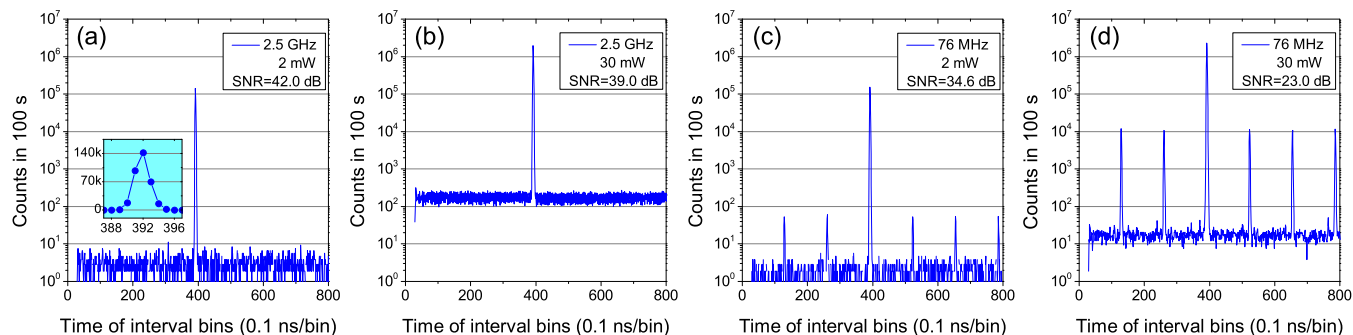 (a)
2.5 GHz
2 mW
SNR=42.0 dB
Counts in 100 s
10^7
10^6
10^5
10^4
10^3
10^2
10^1
10^0
140k
70k
0
388 392 396
0 200 400 600 800
Time of interval bins (0.1 ns/bin)
(b)
2.5 GHz
30 mW
SNR=39.0 dB
Counts in 100 s
10^7
10^6
10^5
10^4
10^3
10^2
10^1
10^0
0 200 400 600 800
Time of interval bins (0.1 ns/bin)
(c)
76 MHz
2 mW
SNR=34.6 dB
Counts in 100 s
10^7
10^6
10^5
10^4
10^3
10^2
10^1
10^0
0 200 400 600 800
Time of interval bins (0.1 ns/bin)
(d)
76 MHz
30 mW
SNR=23.0 dB
Counts in 100 s
10^7
10^6
10^5
10^4
10^3
10^2
10^1
10^0
0 200 400 600 800
Time of interval bins (0.1 ns/bin)